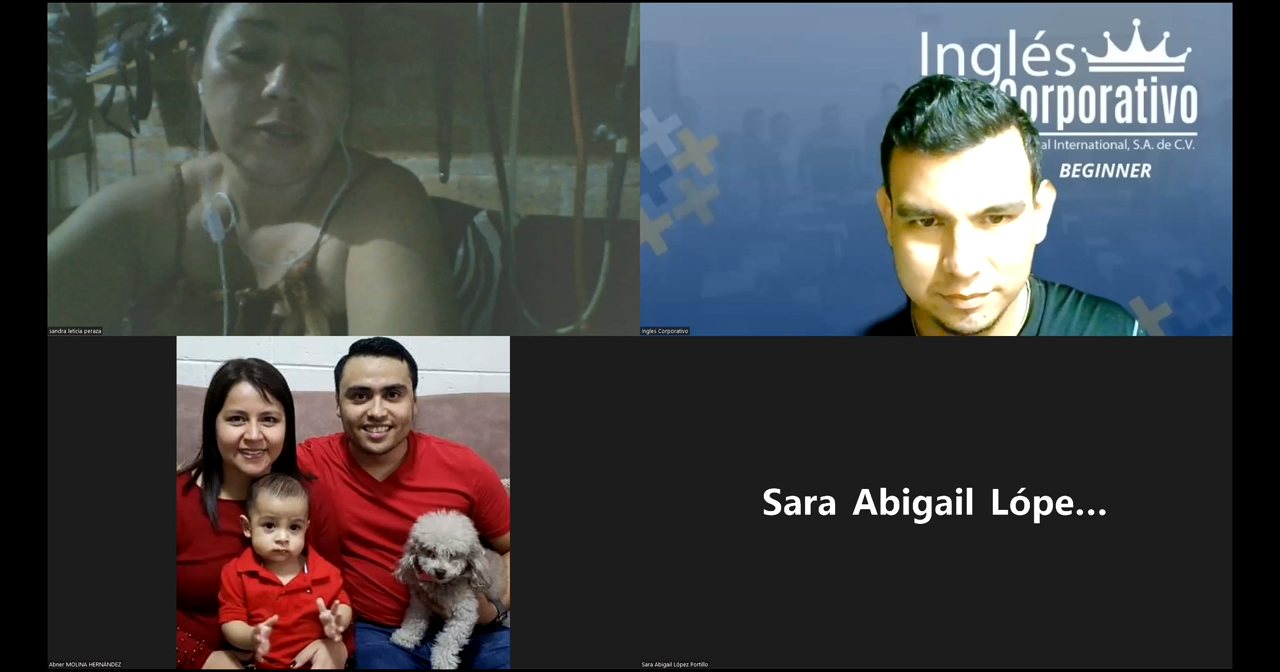 Inglés
Corporativo
al International, S.A. de C.V.
BEGINNER
sandra leticia peraza
Ingles Corporativo
Sara Abigail Lópe...
Abner MOLINA HERNÁNDEZ
Sara Abigail López Portillo